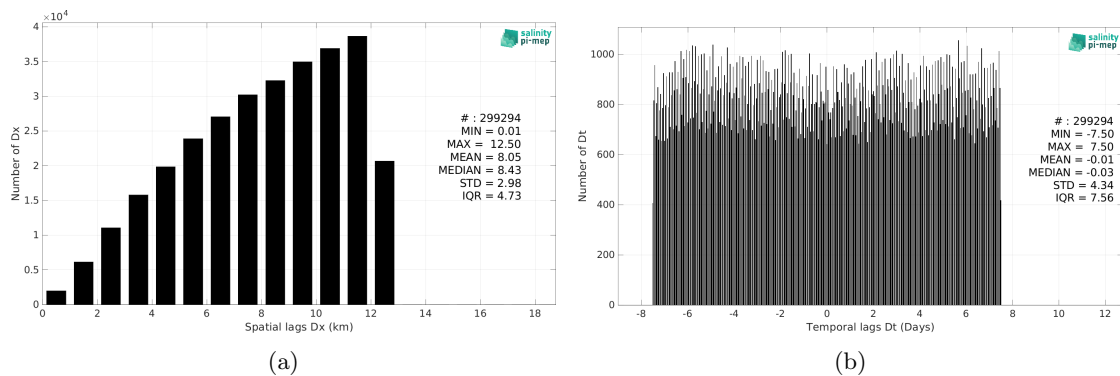 ×10⁴
4
3.5
3
2.5
2
1.5
1
0.5
0
Number of Dx
0 2 4 6 8 10 12 14 16 18
Spatial lags Dx (km)
salinity
pi-mep
# : 299294
MIN = 0.01
MAX = 12.50
MEAN = 8.05
MEDIAN = 8.43
STD = 2.98
IQR = 4.73
(a)
1000
800
600
400
200
0
Number of Dt
-8 -6 -4 -2 0 2 4 6 8 10 12
Temporal lags Dt (Days)
salinity
pi-mep
# : 299294
MIN = -7.50
MAX = 7.50
MEAN = -0.01
MEDIAN = -0.03
STD = 4.34
IQR = 7.56
(b)